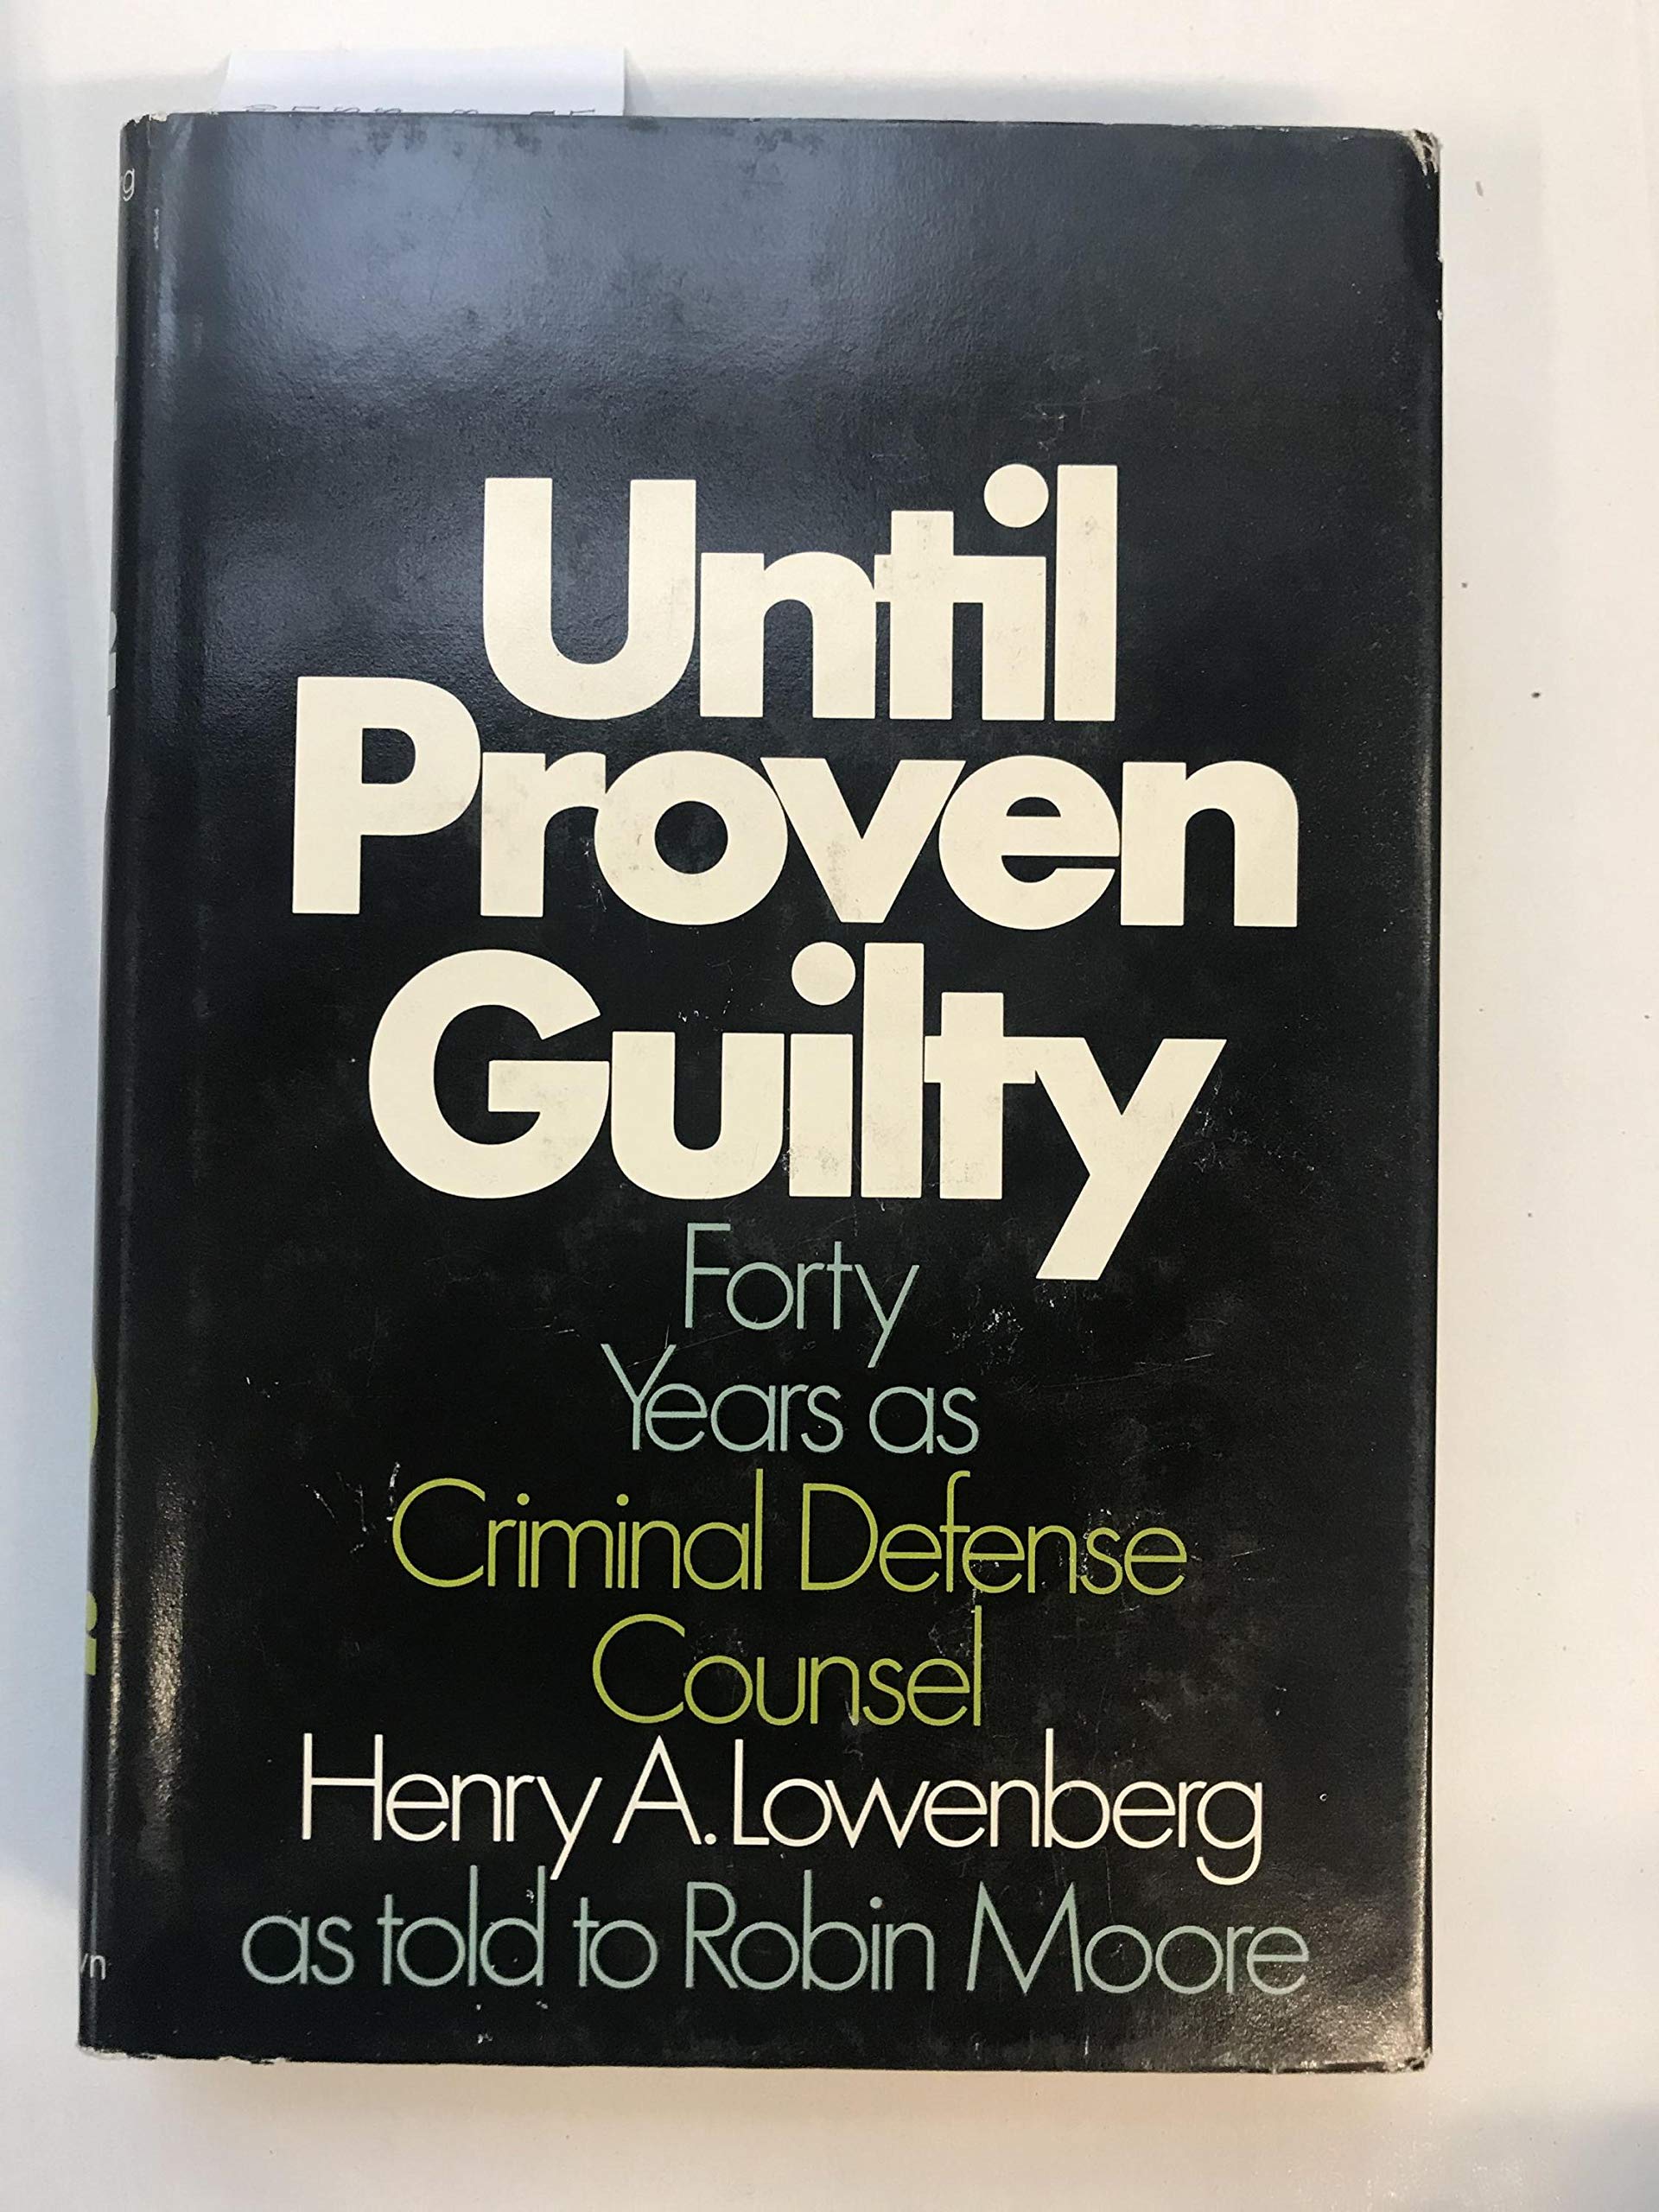 Until
Proven
Guilty
Forty
Years as
Criminal Defense
Counsel
Henry A. Lowenberg
as told to Robin Moore